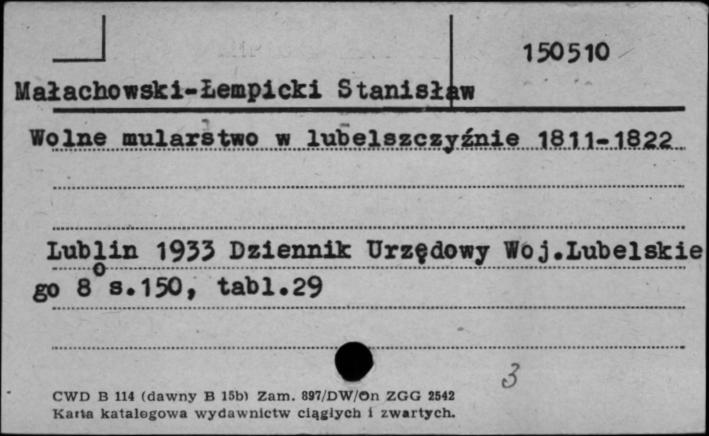 150510
Małachowski-Łempicki Stanisław
Wolne mularstwo w lubelszczyźnie 1811-1822
Lublin 1933 Dziennik Urzędowy Woj.Lubelskie
go 8° s.150, tabl.29
3
CWD B 114 (dawny B 15b) Zam. 897/DW/On ZGG 2542
Karta katalogowa wydawnictw ciągłych i zwartych.